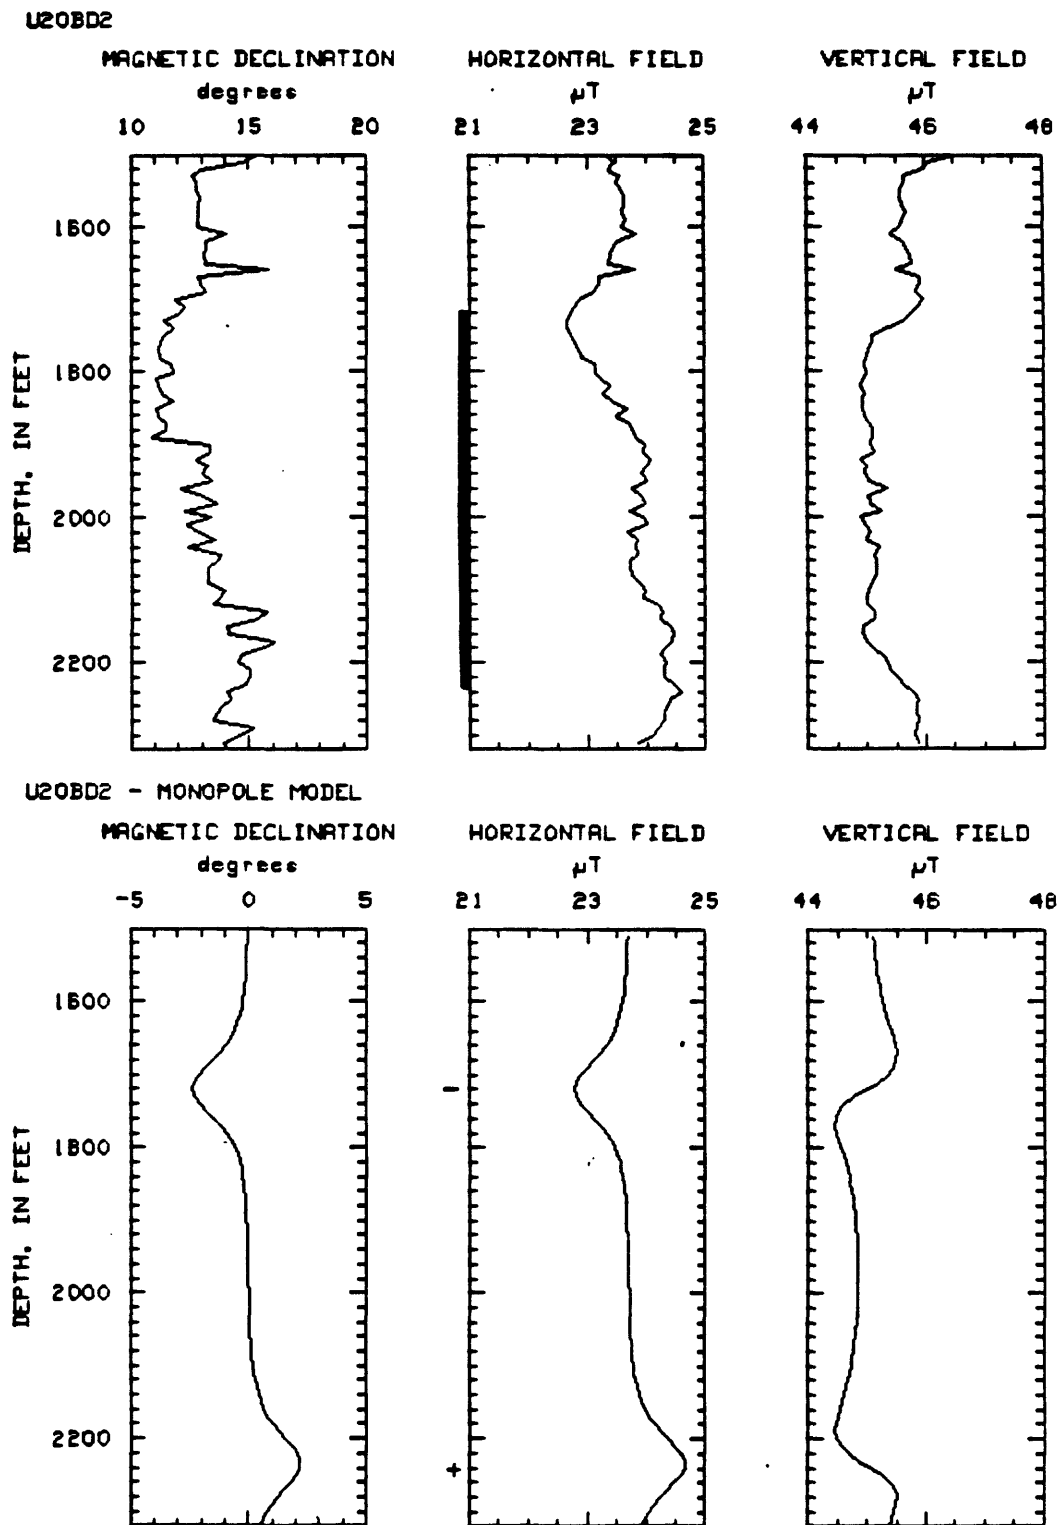 U20BD2
MAGNETIC DECLINATION HORIZONTAL FIELD VERTICAL FIELD
degrees µT µT
10 15 20 21 23 25 44 46 48
1600
1800
2000
2200
DEPTH, IN FEET
U20BD2 - MONOPOLE MODEL
MAGNETIC DECLINATION HORIZONTAL FIELD VERTICAL FIELD
degrees µT µT
-5 0 5 21 23 25 44 46 48
1600
1800
2000
2200
DEPTH, IN FEET
-
+